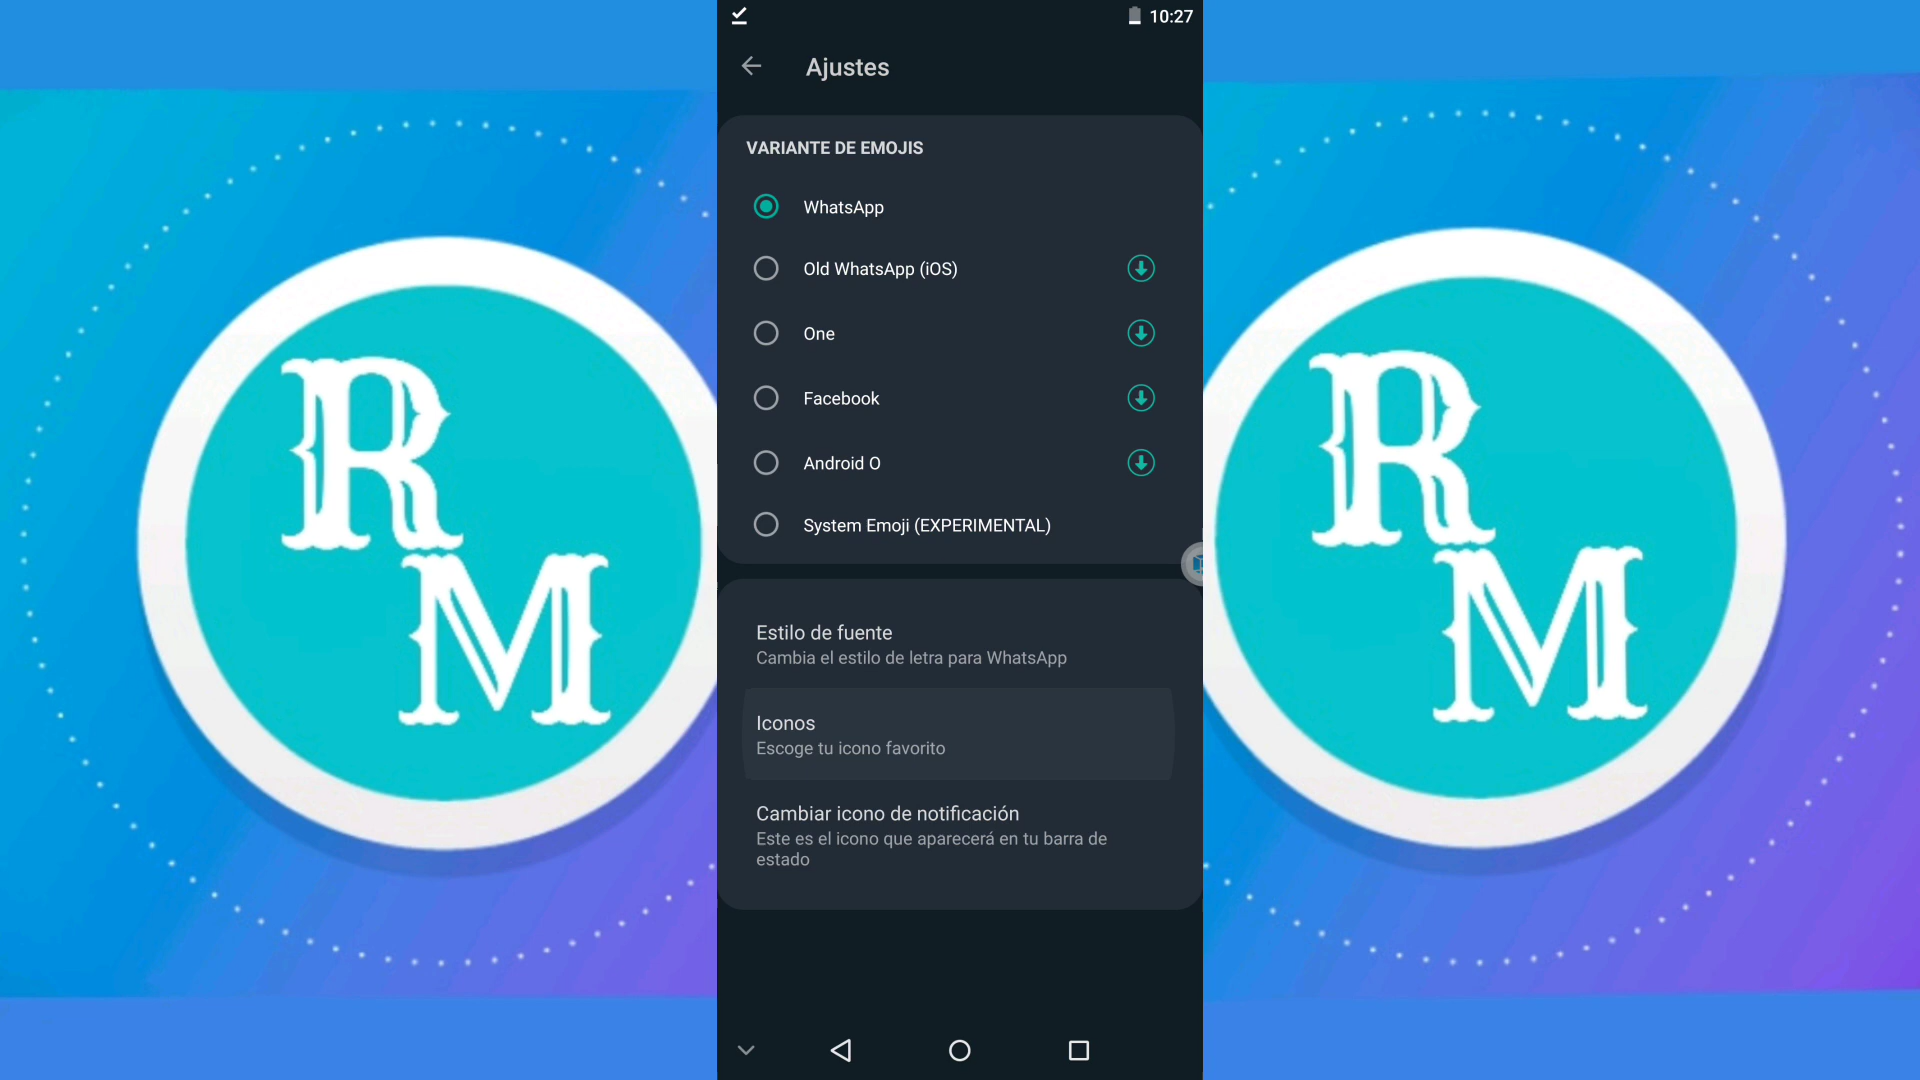 10:27
Ajustes
VARIANTE DE EMOJIS
WhatsApp
Old WhatsApp (iOS)
One
Facebook
Android O
System Emoji (EXPERIMENTAL)
Estilo de fuente
Cambia el estilo de letra para WhatsApp
Iconos
Escoge tu icono favorito
Cambiar icono de notificación
Este es el icono que aparecerá en tu barra de
estado
R
M
R
M